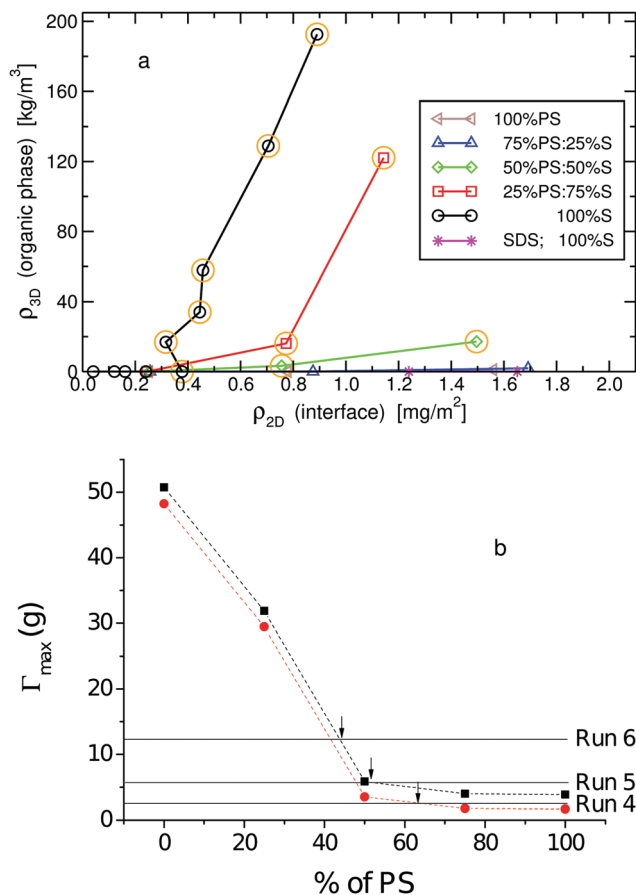 200
160
120
80
40
0
ρ3D (organic phase) [kg/m³]
a
100%PS
75%PS:25%S
50%PS:50%S
25%PS:75%S
100%S
SDS; 100%S
0.0 0.2 0.4 0.6 0.8 1.0 1.2 1.4 1.6 1.8 2.0
ρ2D (interface) [mg/m²]
50
40
30
20
10
0
Γmax (g)
b
Run 6
Run 5
Run 4
0 20 40 60 80 100
% of PS